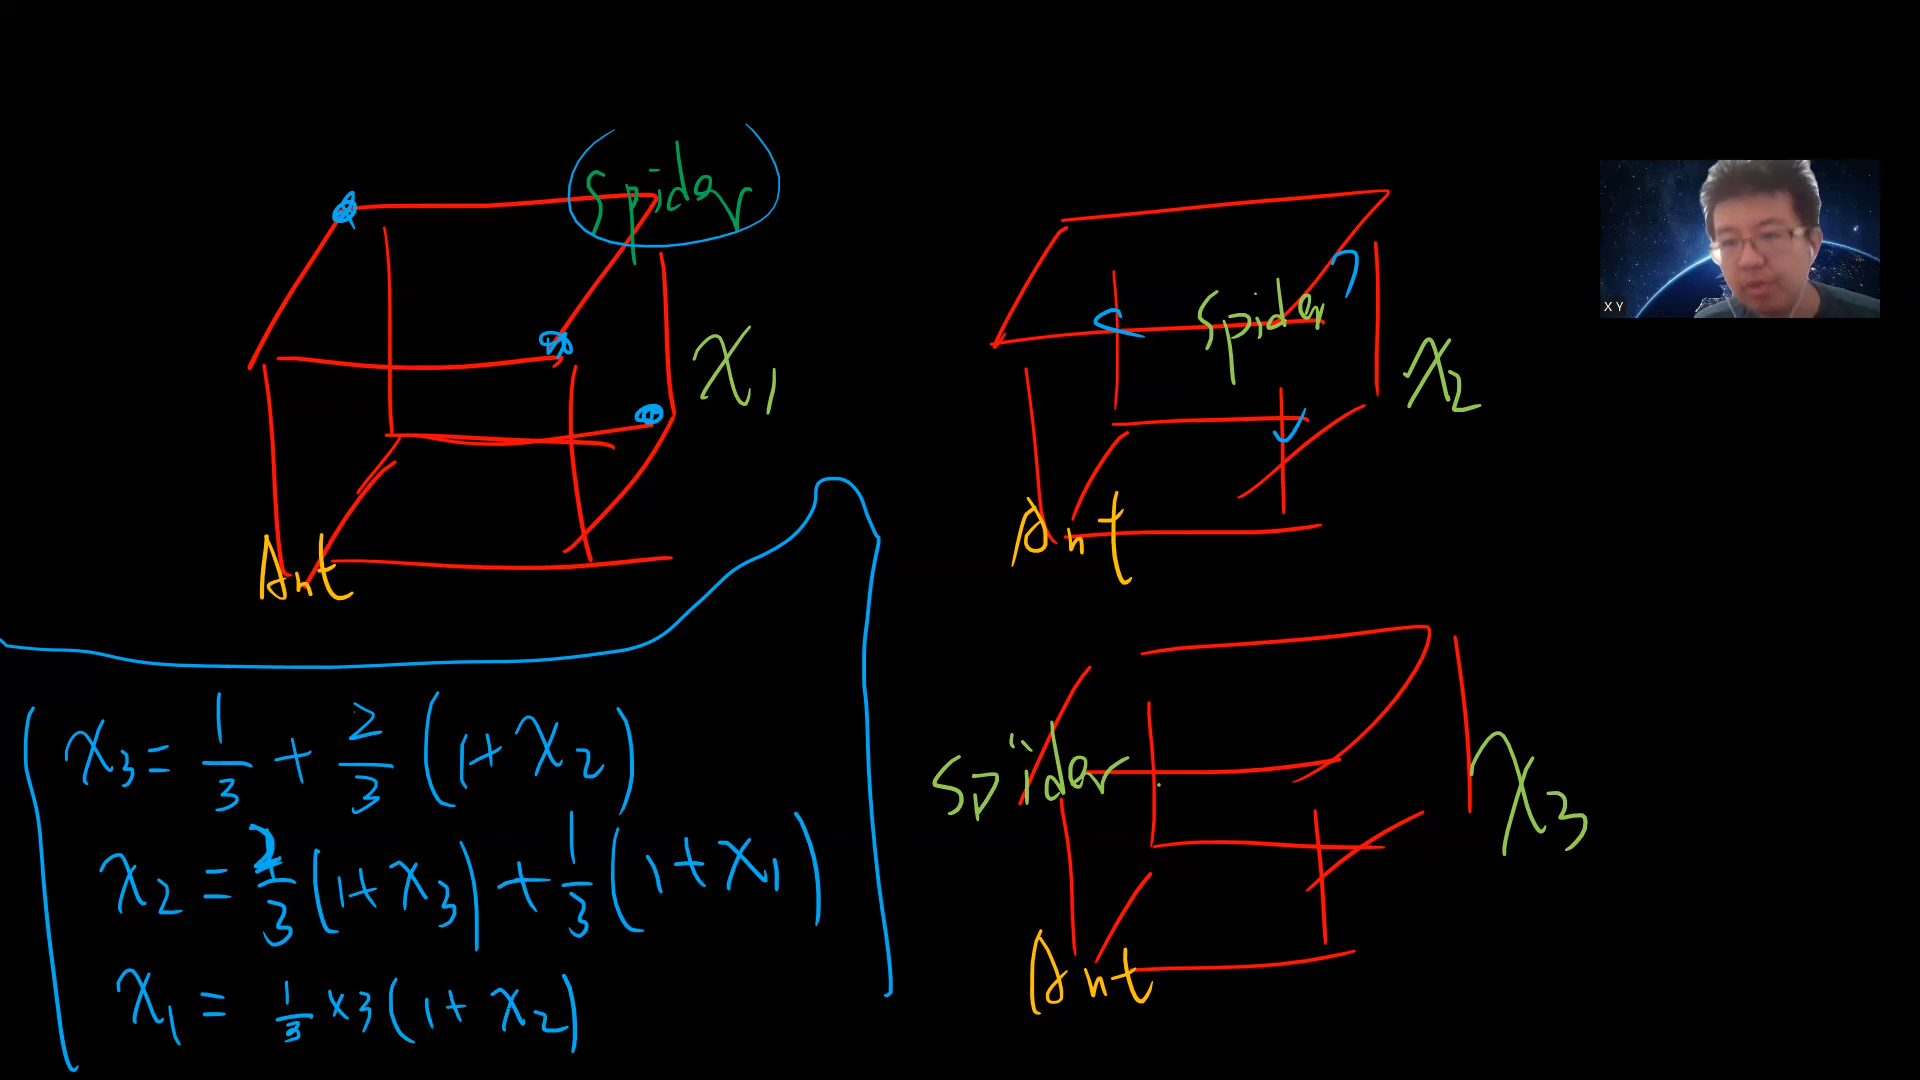 Spider
X1
Ant
Spider
X2
Ant
Spider
X3
Ant
X3 = 1/3 + 2/3 (1 + X2)
X2 = 2/3 (1 + X3) + 1/3 (1 + X1)
X1 = 1/3 × 3 (1 + X2)
X Y